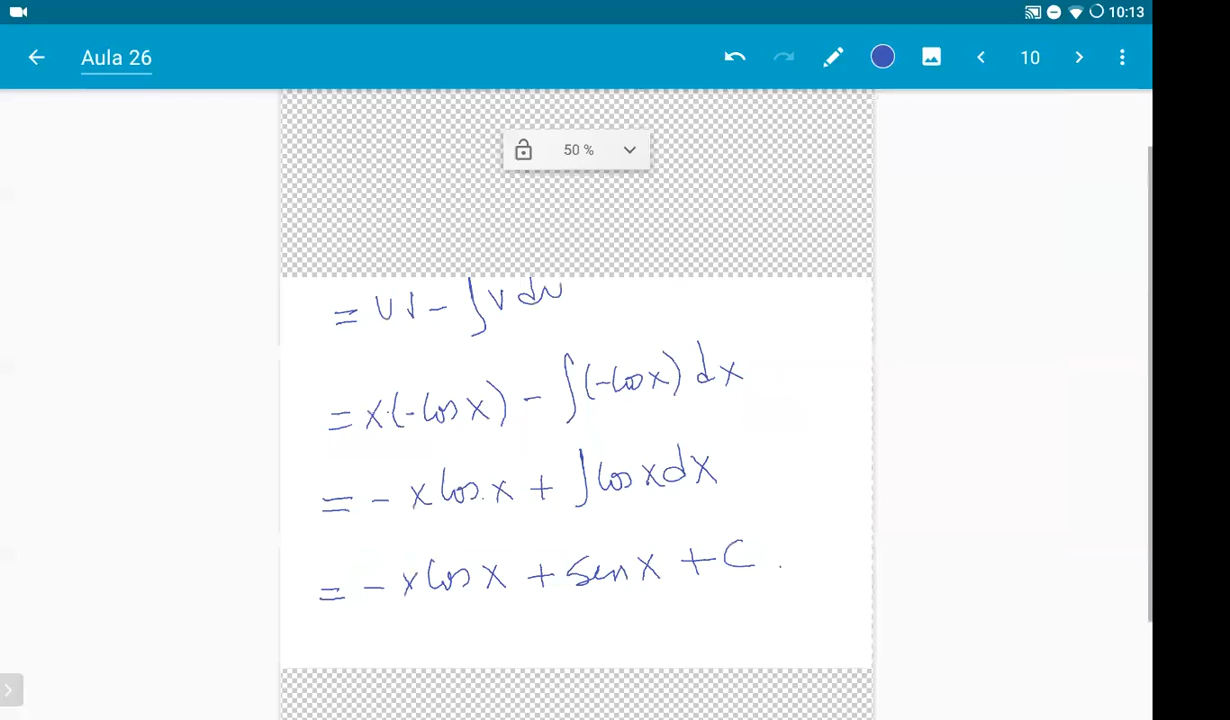 10:13
Aula 26
10
50 %
= UV - ∫ v du
= x·(-cos x) - ∫(-cos x) dx
= - x cos x + ∫ cos x dx
= - x cos x + sen x + C .